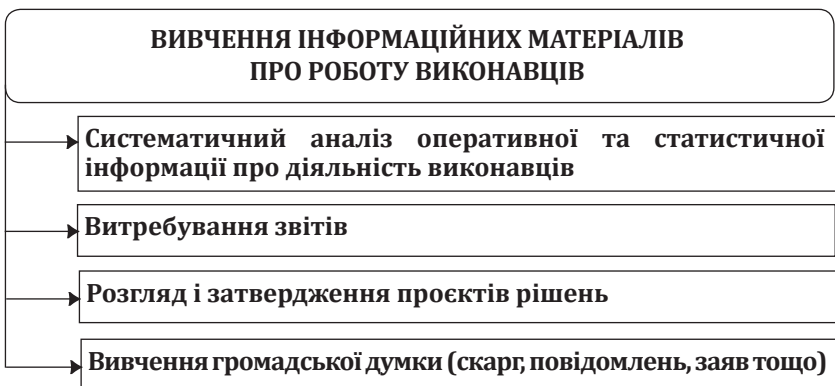 ВИВЧЕННЯ ІНФОРМАЦІЙНИХ МАТЕРІАЛІВ
ПРО РОБОТУ ВИКОНАВЦІВ
Систематичний аналіз оперативної та статистичної
інформації про діяльність виконавців
Витребування звітів
Розгляд і затвердження проєктів рішень
Вивчення громадської думки (скарг, повідомлень, заяв тощо)